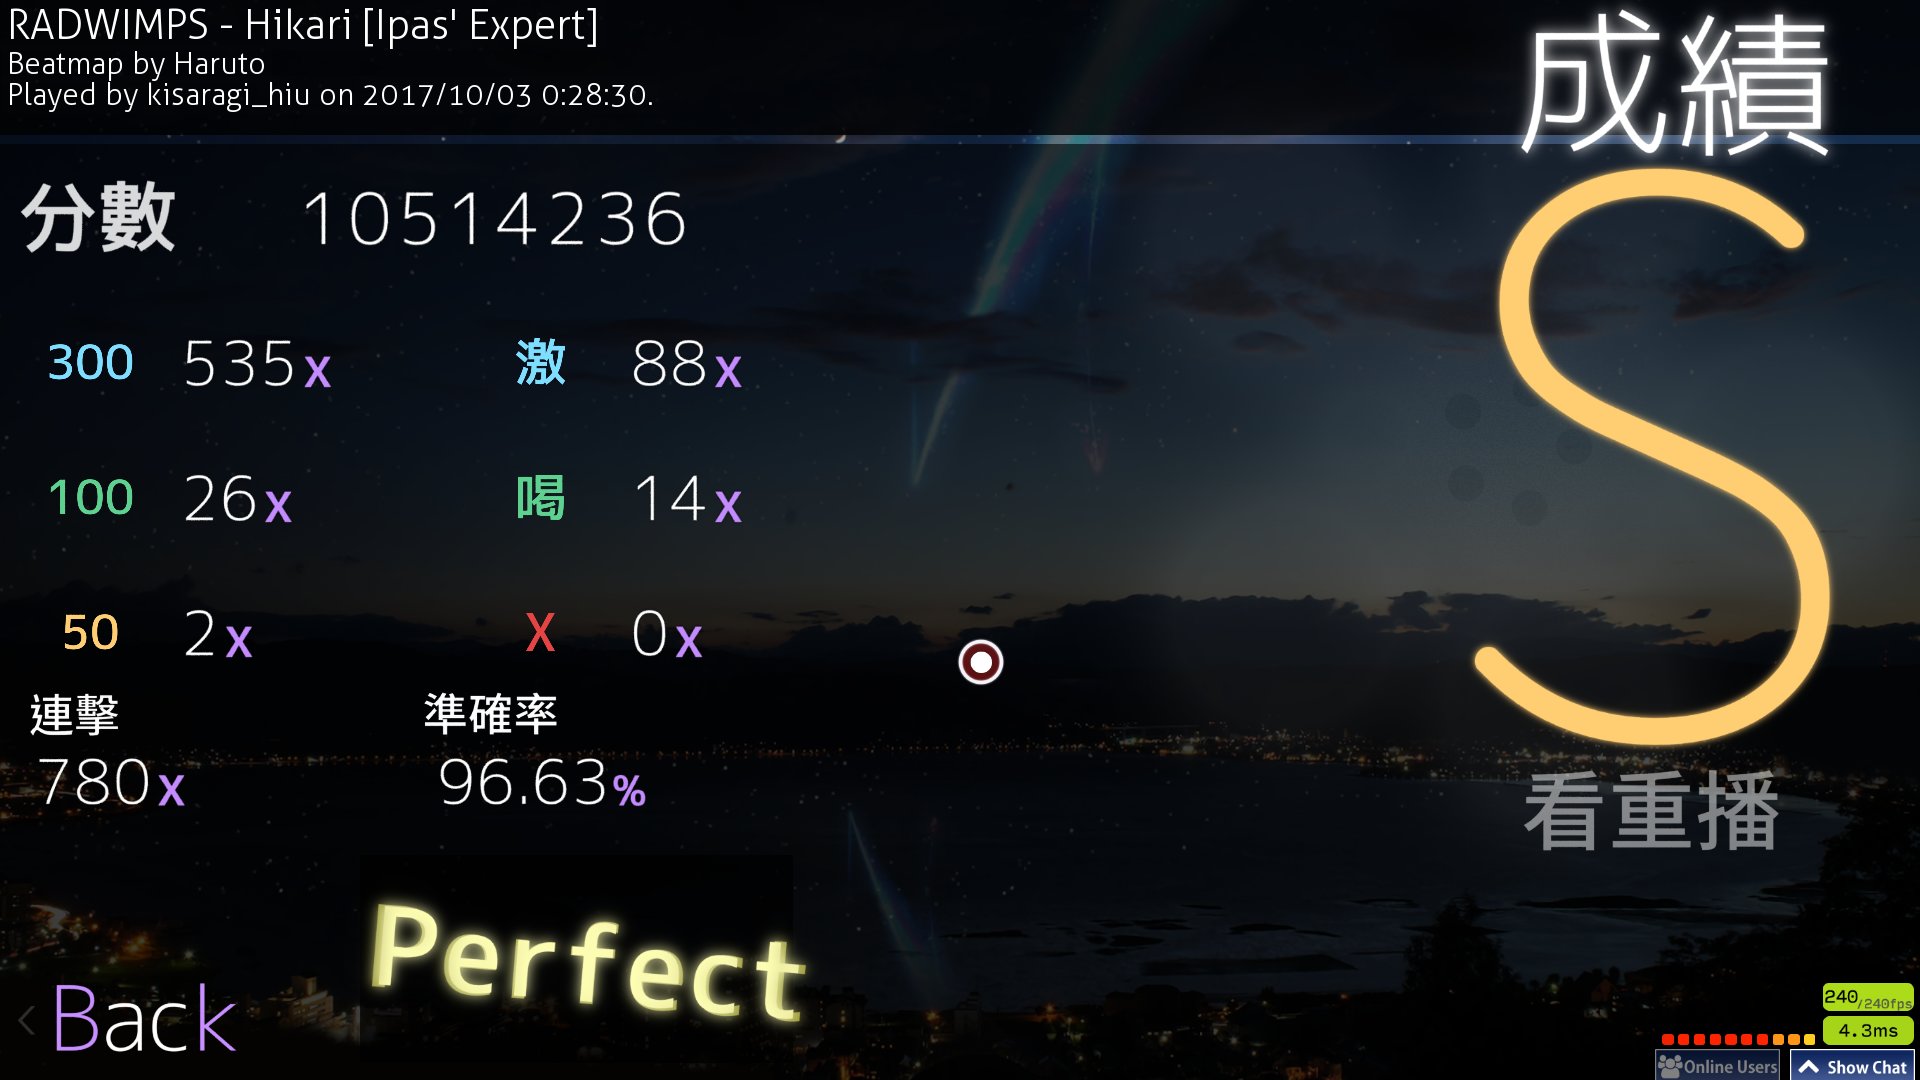 RADWIMPS - Hikari [Ipas' Expert]
Beatmap by Haruto
Played by kisaragi_hiu on 2017/10/03 0:28:30.
成績
分數 10514236
300 535x 激 88x
100 26x 喝 14x
50 2x X 0x
連擊 準確率
780x 96.63%
看重播
Perfect
Back
240/240fps
4.3ms
Online Users
Show Chat